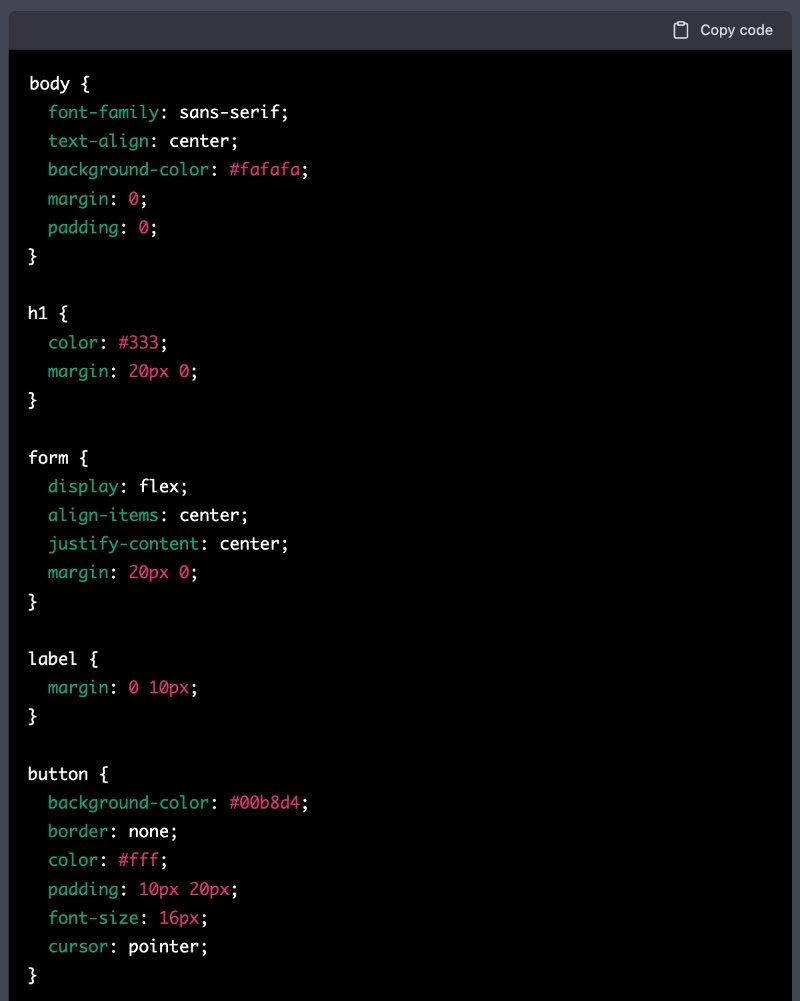 Copy code
body {
  font-family: sans-serif;
  text-align: center;
  background-color: #fafafa;
  margin: 0;
  padding: 0;
}
h1 {
  color: #333;
  margin: 20px 0;
}
form {
  display: flex;
  align-items: center;
  justify-content: center;
  margin: 20px 0;
}
label {
  margin: 0 10px;
}
button {
  background-color: #00b8d4;
  border: none;
  color: #fff;
  padding: 10px 20px;
  font-size: 16px;
  cursor: pointer;
}